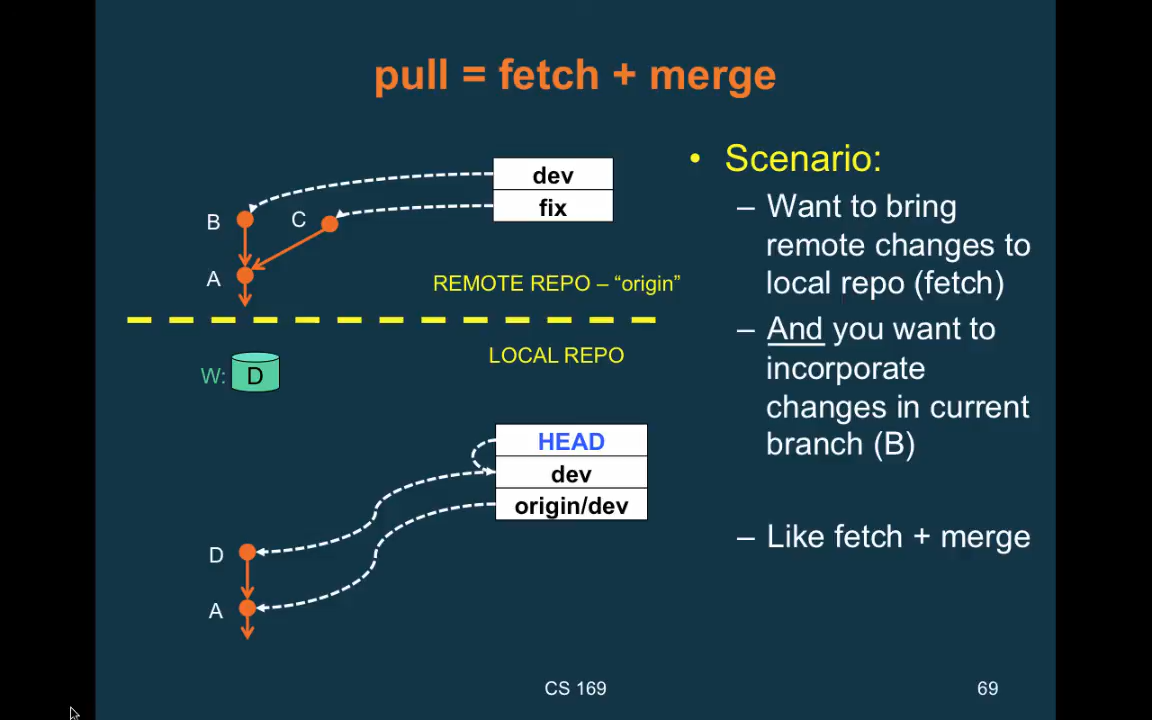 pull = fetch + merge
dev
fix
B
C
A
REMOTE REPO – “origin”
LOCAL REPO
W:
D
HEAD
dev
origin/dev
D
A
• Scenario:
– Want to bring
remote changes to
local repo (fetch)
– And you want to
incorporate
changes in current
branch (B)
– Like fetch + merge
CS 169
69